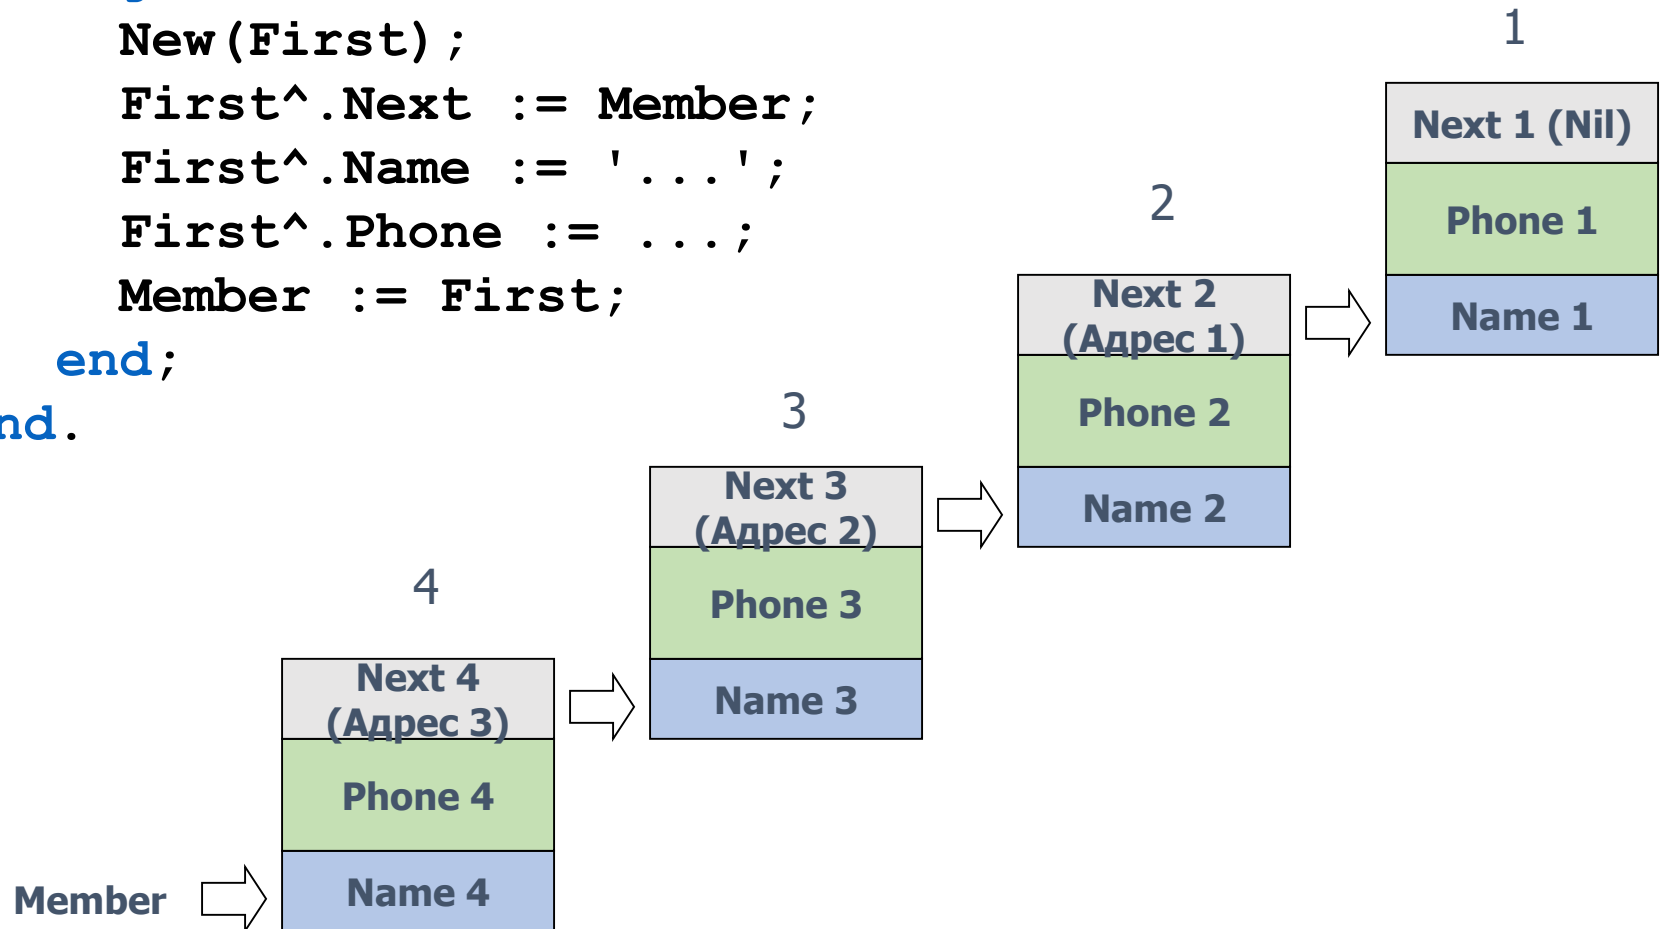 New(First);
First^.Next := Member;
First^.Name := '...';
First^.Phone := ...;
Member := First;
end;
nd.
1
Next 1 (Nil)
Phone 1
Name 1
2
Next 2
(Адрес 1)
Phone 2
Name 2
3
Next 3
(Адрес 2)
Phone 3
Name 3
4
Next 4
(Адрес 3)
Phone 4
Name 4
Member